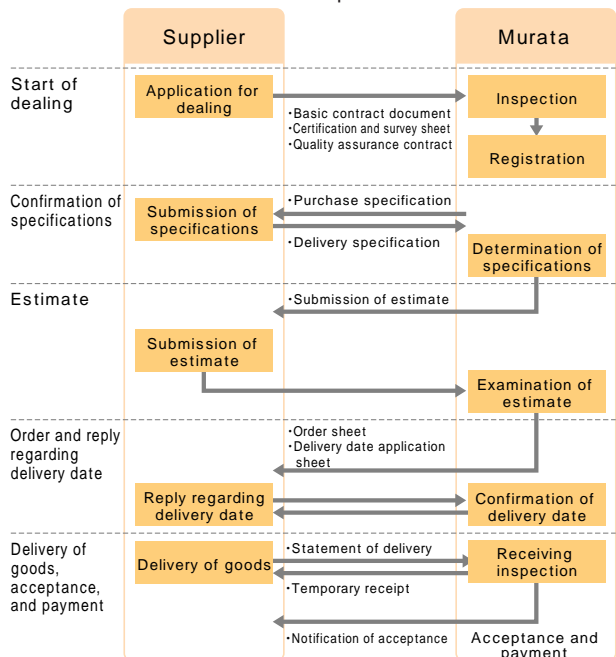 Supplier
Murata
Start of
dealing
Application for
dealing
・Basic contract document
・Certification and survey sheet
・Quality assurance contract
Inspection
Registration
Confirmation of
specifications
Submission of
specifications
・Purchase specification
・Delivery specification
Determination of
specifications
Estimate
・Submission of estimate
Submission of
estimate
Examination of
estimate
Order and reply
regarding
delivery date
・Order sheet
・Delivery date application
sheet
Reply regarding
delivery date
Confirmation of
delivery date
Delivery of
goods,
acceptance,
and payment
Delivery of goods
・Statement of delivery
・Temporary receipt
Receiving
inspection
・Notification of acceptance
Acceptance and
payment